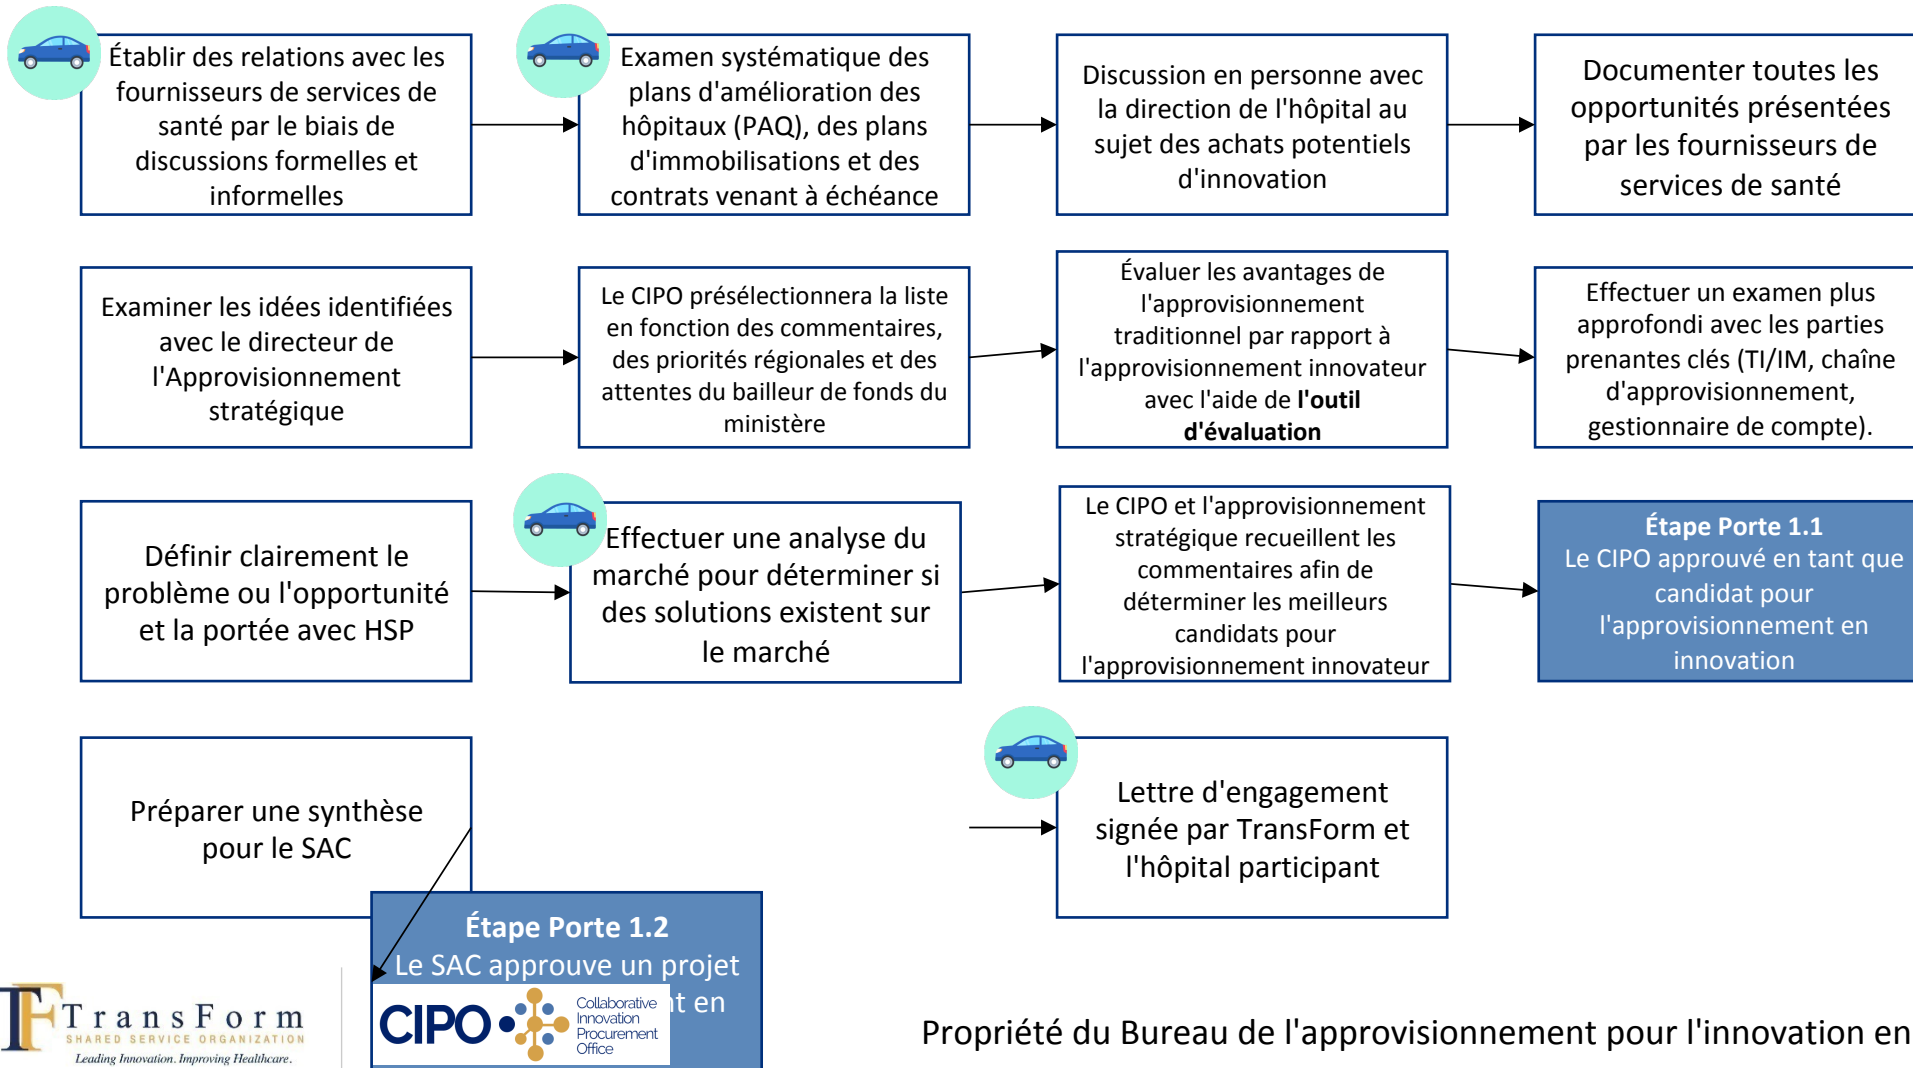 Établir des relations avec les
fournisseurs de services de
santé par le biais de
discussions formelles et
informelles
Examen systématique des
plans d'amélioration des
hôpitaux (PAQ), des plans
d'immobilisations et des
contrats venant à échéance
Discussion en personne avec
la direction de l'hôpital au
sujet des achats potentiels
d'innovation
Documenter toutes les
opportunités présentées
par les fournisseurs de
services de santé
Examiner les idées identifiées
avec le directeur de
l'Approvisionnement
stratégique
Le CIPO présélectionnera la liste
en fonction des commentaires,
des priorités régionales et des
attentes du bailleur de fonds du
ministère
Évaluer les avantages de
l'approvisionnement
traditionnel par rapport à
l'approvisionnement innovateur
avec l'aide de l'outil
d'évaluation
Effectuer un examen plus
approfondi avec les parties
prenantes clés (TI/IM, chaîne
d'approvisionnement,
gestionnaire de compte).
Définir clairement le
problème ou l'opportunité
et la portée avec HSP
Effectuer une analyse du
marché pour déterminer si
des solutions existent sur
le marché
Le CIPO et l'approvisionnement
stratégique recueillent les
commentaires afin de
déterminer les meilleurs
candidats pour
l'approvisionnement innovateur
Étape Porte 1.1
Le CIPO approuvé en tant que
candidat pour
l'approvisionnement en
innovation
Préparer une synthèse
pour le SAC
Étape Porte 1.2
Le SAC approuve un projet
en
Lettre d'engagement
signée par TransForm et
l'hôpital participant
TransForm
SHARED SERVICE ORGANIZATION
Leading Innovation. Improving Healthcare.
CIPO
Collaborative
Innovation
Procurement
Office
Propriété du Bureau de l'approvisionnement pour l'innovation en